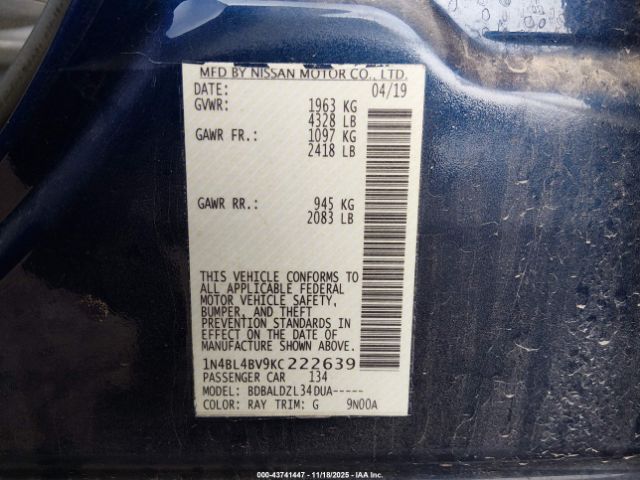 MFD BY NISSAN MOTOR CO., LTD.
DATE: 04/19
GVWR: 1963 KG
4328 LB
GAWR FR.: 1097 KG
2418 LB
GAWR RR.: 945 KG
2083 LB
THIS VEHICLE CONFORMS TO
ALL APPLICABLE FEDERAL
MOTOR VEHICLE SAFETY,
BUMPER, AND THEFT
PREVENTION STANDARDS IN
EFFECT ON THE DATE OF
MANUFACTURE SHOWN ABOVE.
1N4BL4BV9KC222639
PASSENGER CAR 134
MODEL: BDBALDZL34DUA-----
COLOR: RAY TRIM: G 9N00A
000-43741447 - 11/18/2025 - © IAA Inc.